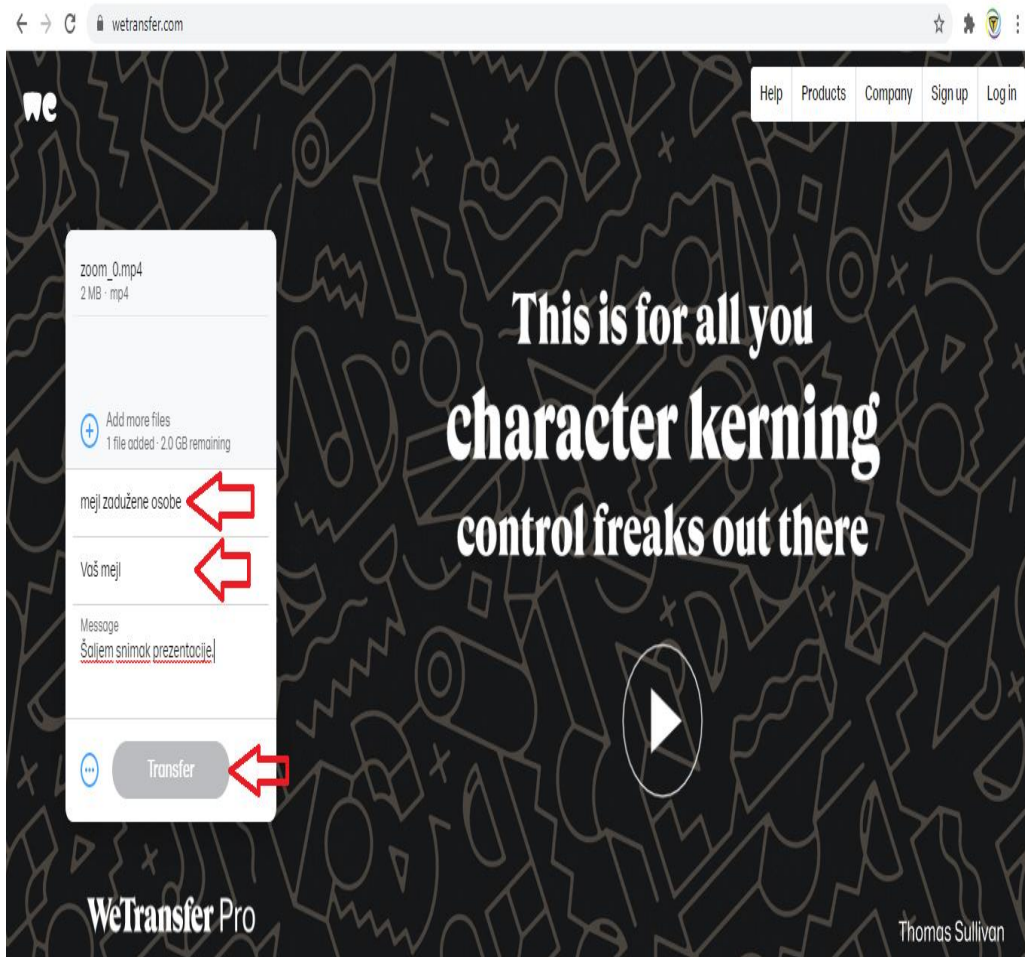 wetransfer.com
we
Help Products Company Sign up Log in
zoom_0.mp4
2 MB · mp4
Add more files
1 file added · 2.0 GB remaining
mejl zadužene osobe
Vaš mejl
Message
Šaljem snimak prezentacije.
Transfer
This is for all you
character kerning
control freaks out there
WeTransfer Pro
Thomas Sullivan